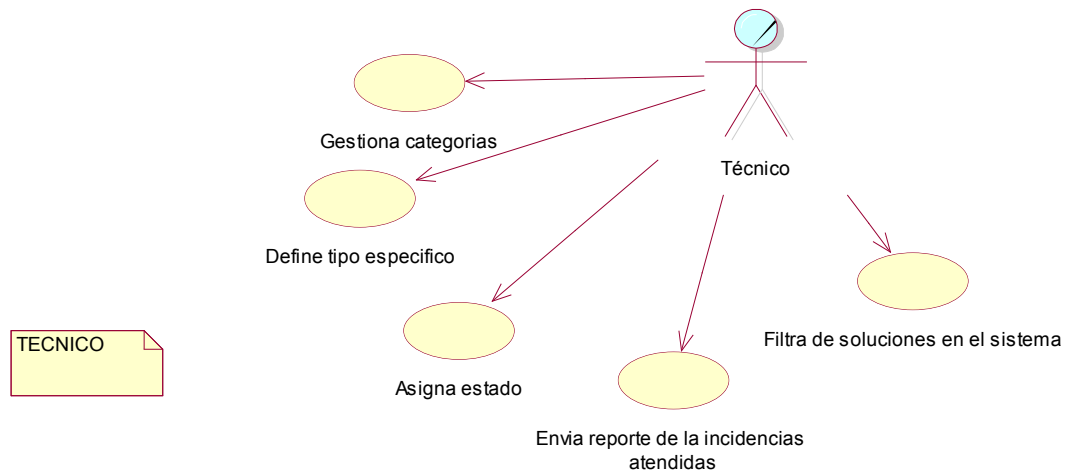 Técnico
Gestiona categorias
Define tipo especifico
TECNICO
Asigna estado
Filtra de soluciones en el sistema
Envia reporte de la incidencias
atendidas